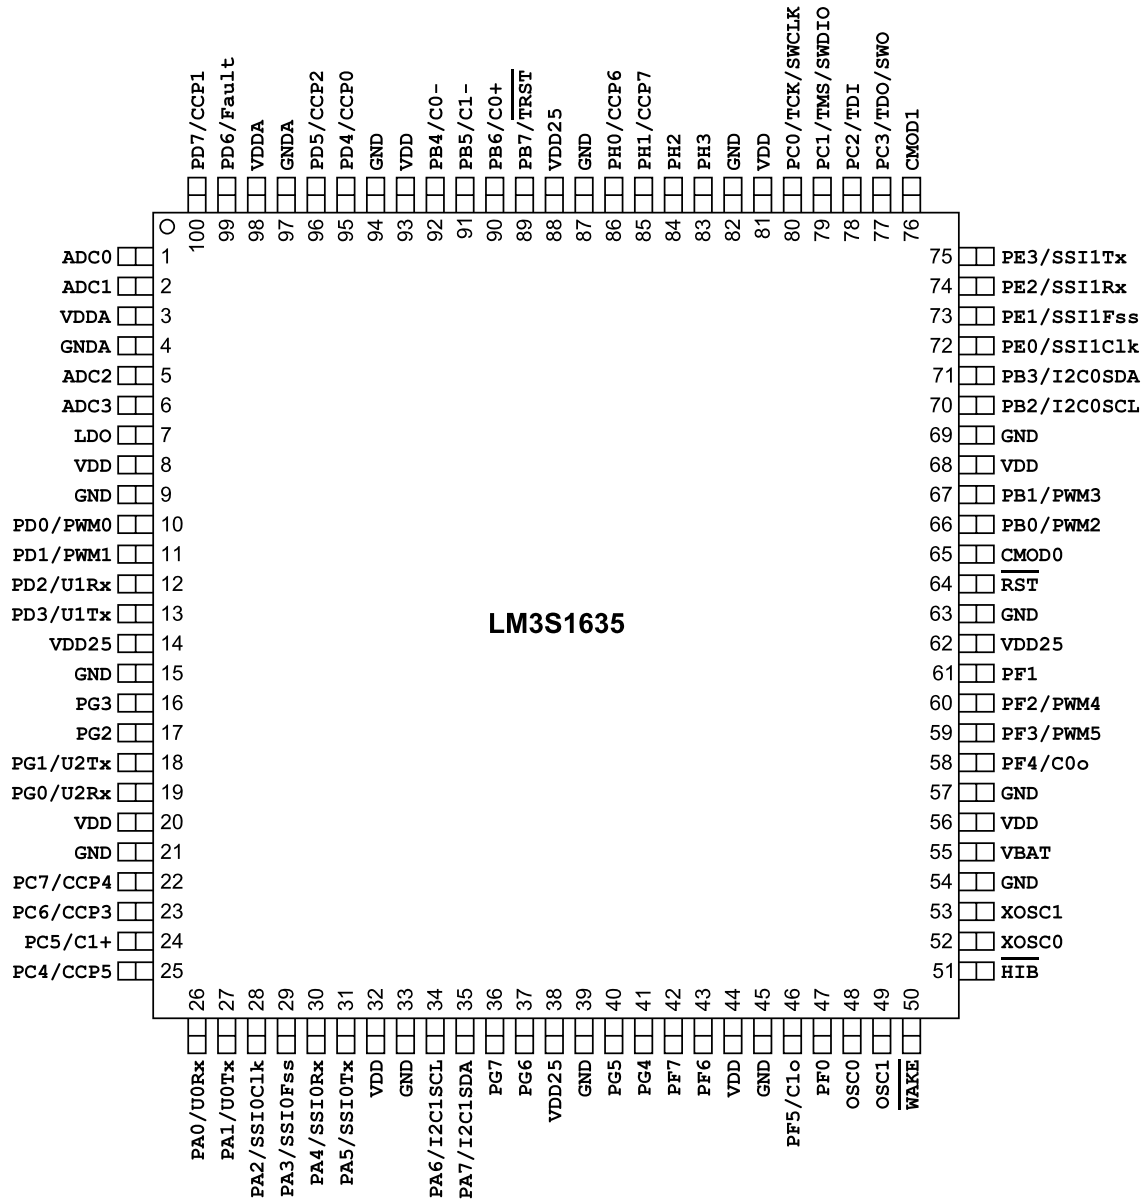 PD7/CCP1
PD6/Fault
VDDA
GNDA
PD5/CCP2
PD4/CCP0
GND
VDD
PB4/C0-
PB5/C1-
PB6/C0+
PB7/TRST
VDD25
GND
PH0/CCP6
PH1/CCP7
PH2
PH3
GND
VDD
PC0/TCK/SWCLK
PC1/TMS/SWDIO
PC2/TDI
PC3/TDO/SWO
CMOD1
100
99
98
97
96
95
94
93
92
91
90
89
88
87
86
85
84
83
82
81
80
79
78
77
76
ADC0 1
ADC1 2
VDDA 3
GNDA 4
ADC2 5
ADC3 6
LDO 7
VDD 8
GND 9
PD0/PWM0 10
PD1/PWM1 11
PD2/U1Rx 12
PD3/U1Tx 13
VDD25 14
GND 15
PG3 16
PG2 17
PG1/U2Tx 18
PG0/U2Rx 19
VDD 20
GND 21
PC7/CCP4 22
PC6/CCP3 23
PC5/C1+ 24
PC4/CCP5 25
LM3S1635
75 PE3/SSI1Tx
74 PE2/SSI1Rx
73 PE1/SSI1Fss
72 PE0/SSI1Clk
71 PB3/I2C0SDA
70 PB2/I2C0SCL
69 GND
68 VDD
67 PB1/PWM3
66 PB0/PWM2
65 CMOD0
64 RST
63 GND
62 VDD25
61 PF1
60 PF2/PWM4
59 PF3/PWM5
58 PF4/C0o
57 GND
56 VDD
55 VBAT
54 GND
53 XOSC1
52 XOSC0
51 HIB
26
27
28
29
30
31
32
33
34
35
36
37
38
39
40
41
42
43
44
45
46
47
48
49
50
PA0/U0Rx
PA1/U0Tx
PA2/SSI0Clk
PA3/SSI0Fss
PA4/SSI0Rx
PA5/SSI0Tx
VDD
GND
PA6/I2C1SCL
PA7/I2C1SDA
PG7
PG6
VDD25
GND
PG5
PG4
PF7
PF6
VDD
GND
PF5/C1o
PF0
OSC0
OSC1
WAKE